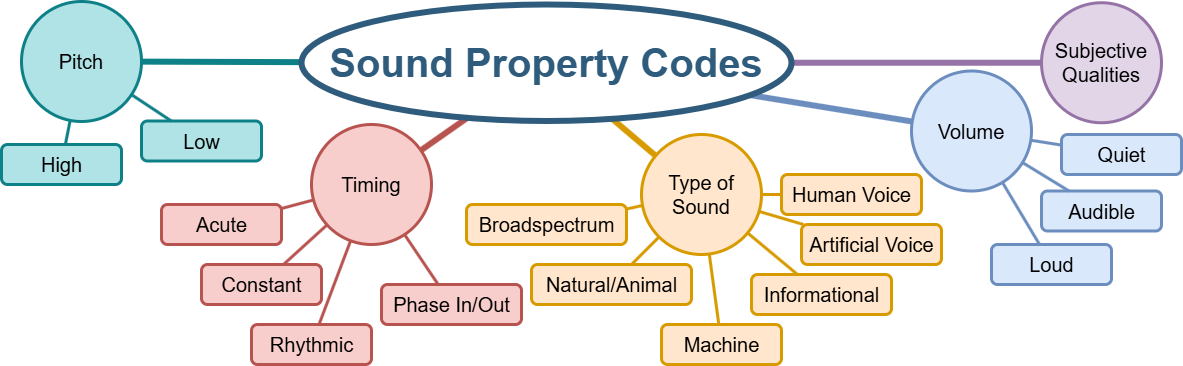 Sound Property Codes
Pitch
High
Low
Timing
Acute
Constant
Rhythmic
Phase In/Out
Type of
Sound
Broadspectrum
Natural/Animal
Machine
Informational
Artificial Voice
Human Voice
Volume
Quiet
Audible
Loud
Subjective
Qualities